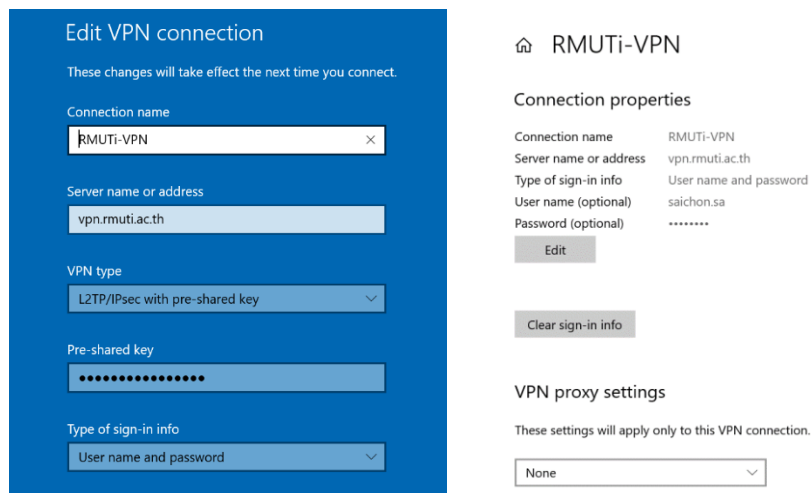 Edit VPN connection
These changes will take effect the next time you connect.
Connection name
RMUTi-VPN
Server name or address
vpn.rmuti.ac.th
VPN type
L2TP/IPsec with pre-shared key
Pre-shared key
●●●●●●●●●●●●●●●●
Type of sign-in info
User name and password
RMUTi-VPN
Connection properties
Connection name RMUTi-VPN
Server name or address vpn.rmuti.ac.th
Type of sign-in info User name and password
User name (optional) saichon.sa
Password (optional) ••••••••
Edit
Clear sign-in info
VPN proxy settings
These settings will apply only to this VPN connection.
None